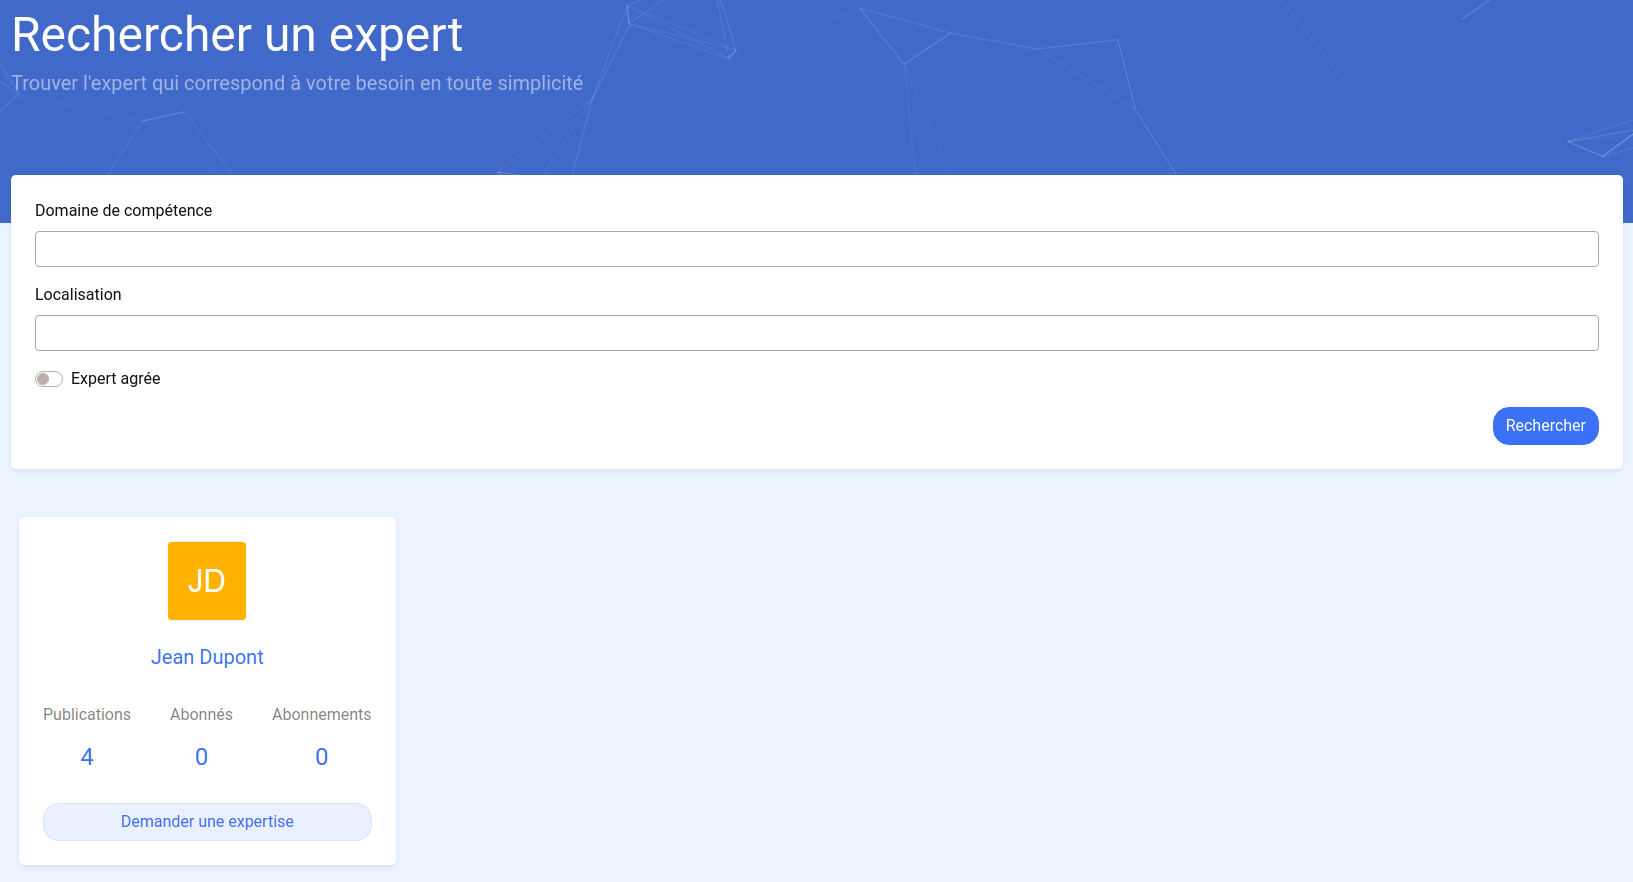 Rechercher un expert
Trouver l'expert qui correspond à votre besoin en toute simplicité
Domaine de compétence
Localisation
Expert agrée
Rechercher
JD
Jean Dupont
Publications Abonnés Abonnements
4 0 0
Demander une expertise